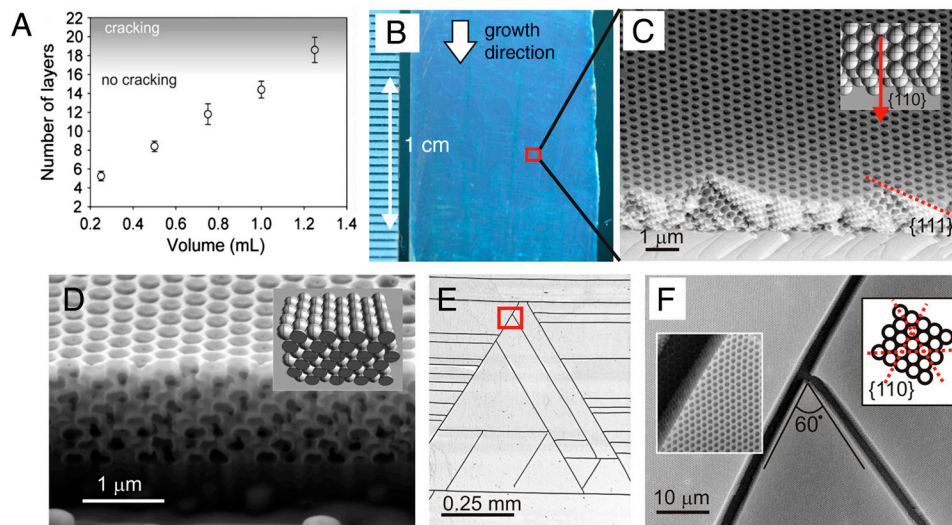 A
Number of layers
22
20
18
16
14
12
10
8
6
4
2
cracking
no cracking
0.2 0.4 0.6 0.8 1.0 1.2 1.4
Volume (mL)
B
growth
direction
1 cm
C
{110}
{111}
1 μm
D
1 μm
E
0.25 mm
F
{110}
60°
10 μm